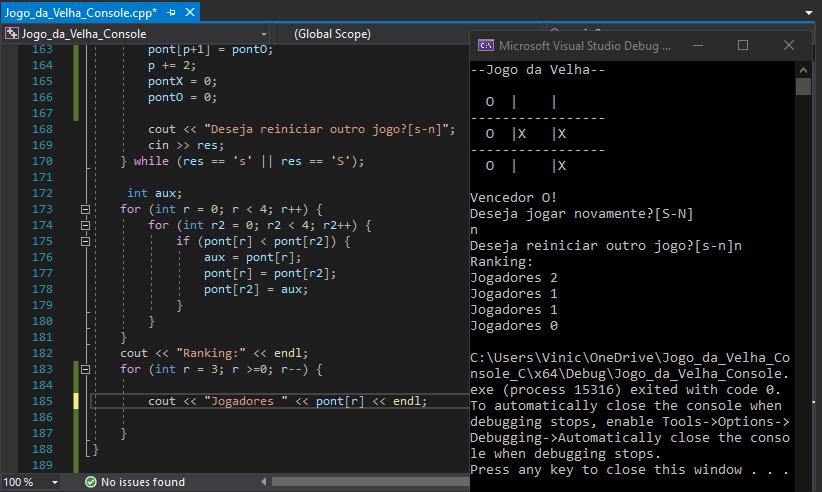 Jogo_da_Velha_Console.cpp*
Jogo_da_Velha_Console
(Global Scope)
163 pont[p+1] = pontO;
164 p += 2;
165 pontX = 0;
166 pontO = 0;
167
168 cout << "Deseja reiniciar outro jogo?[s-n]";
169 cin >> res;
170 } while (res == 's' || res == 'S');
171
172 int aux;
173 for (int r = 0; r < 4; r++) {
174 for (int r2 = 0; r2 < 4; r2++) {
175 if (pont[r] < pont[r2]) {
176 aux = pont[r];
177 pont[r] = pont[r2];
178 pont[r2] = aux;
179 }
180 }
181 }
182 cout << "Ranking:" << endl;
183 for (int r = 3; r >=0; r--) {
184
185 cout << "Jogadores " << pont[r] << endl;
186
187 }
188 }
189
100 %
No issues found
Microsoft Visual Studio Debug ...
--Jogo da Velha--
O | |
-----------------
O |X |X
-----------------
O | |X
Vencedor O!
Deseja jogar novamente?[S-N]
n
Deseja reiniciar outro jogo?[s-n]n
Ranking:
Jogadores 2
Jogadores 1
Jogadores 1
Jogadores 0
C:\Users\Vinic\OneDrive\Jogo_da_Velha_Co
nsole_C\x64\Debug\Jogo_da_Velha_Console.
exe (process 15316) exited with code 0.
To automatically close the console when
debugging stops, enable Tools->Options->
Debugging->Automatically close the conso
le when debugging stops.
Press any key to close this window . . .